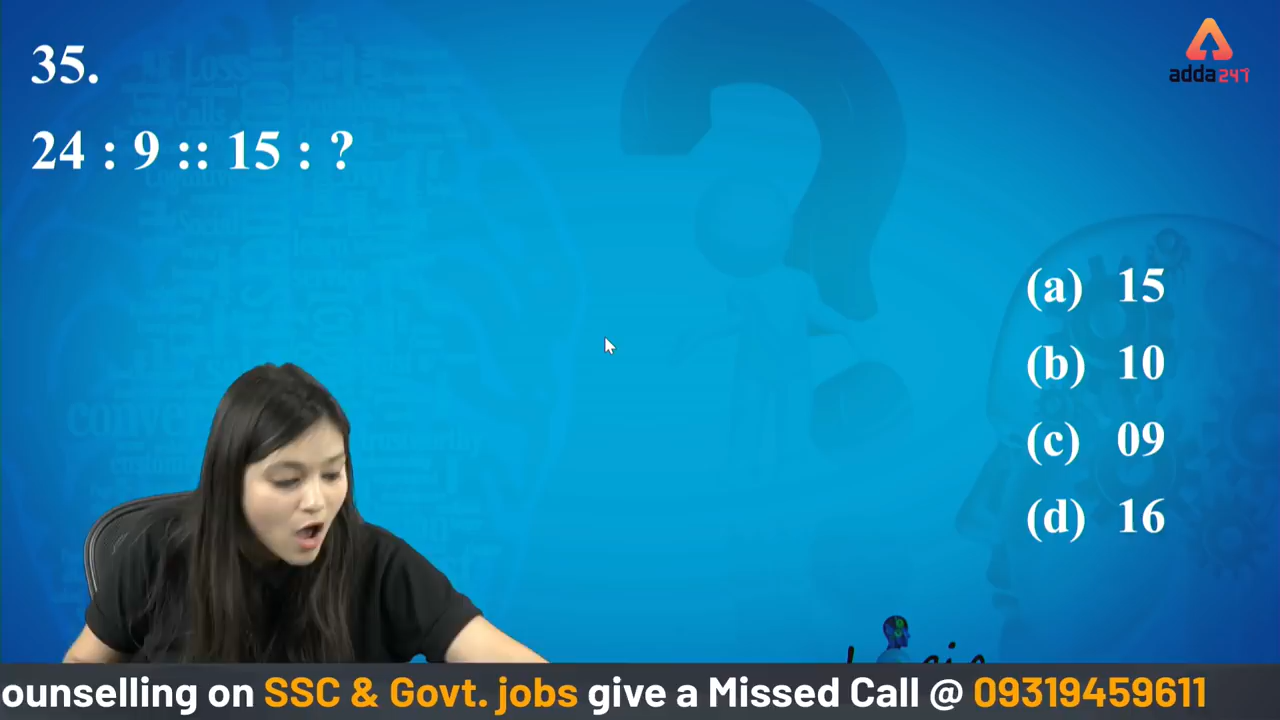 35.
adda247
24 : 9 :: 15 : ?
(a) 15
(b) 10
(c) 09
(d) 16
ounselling on SSC & Govt. jobs give a Missed Call @ 09319459611